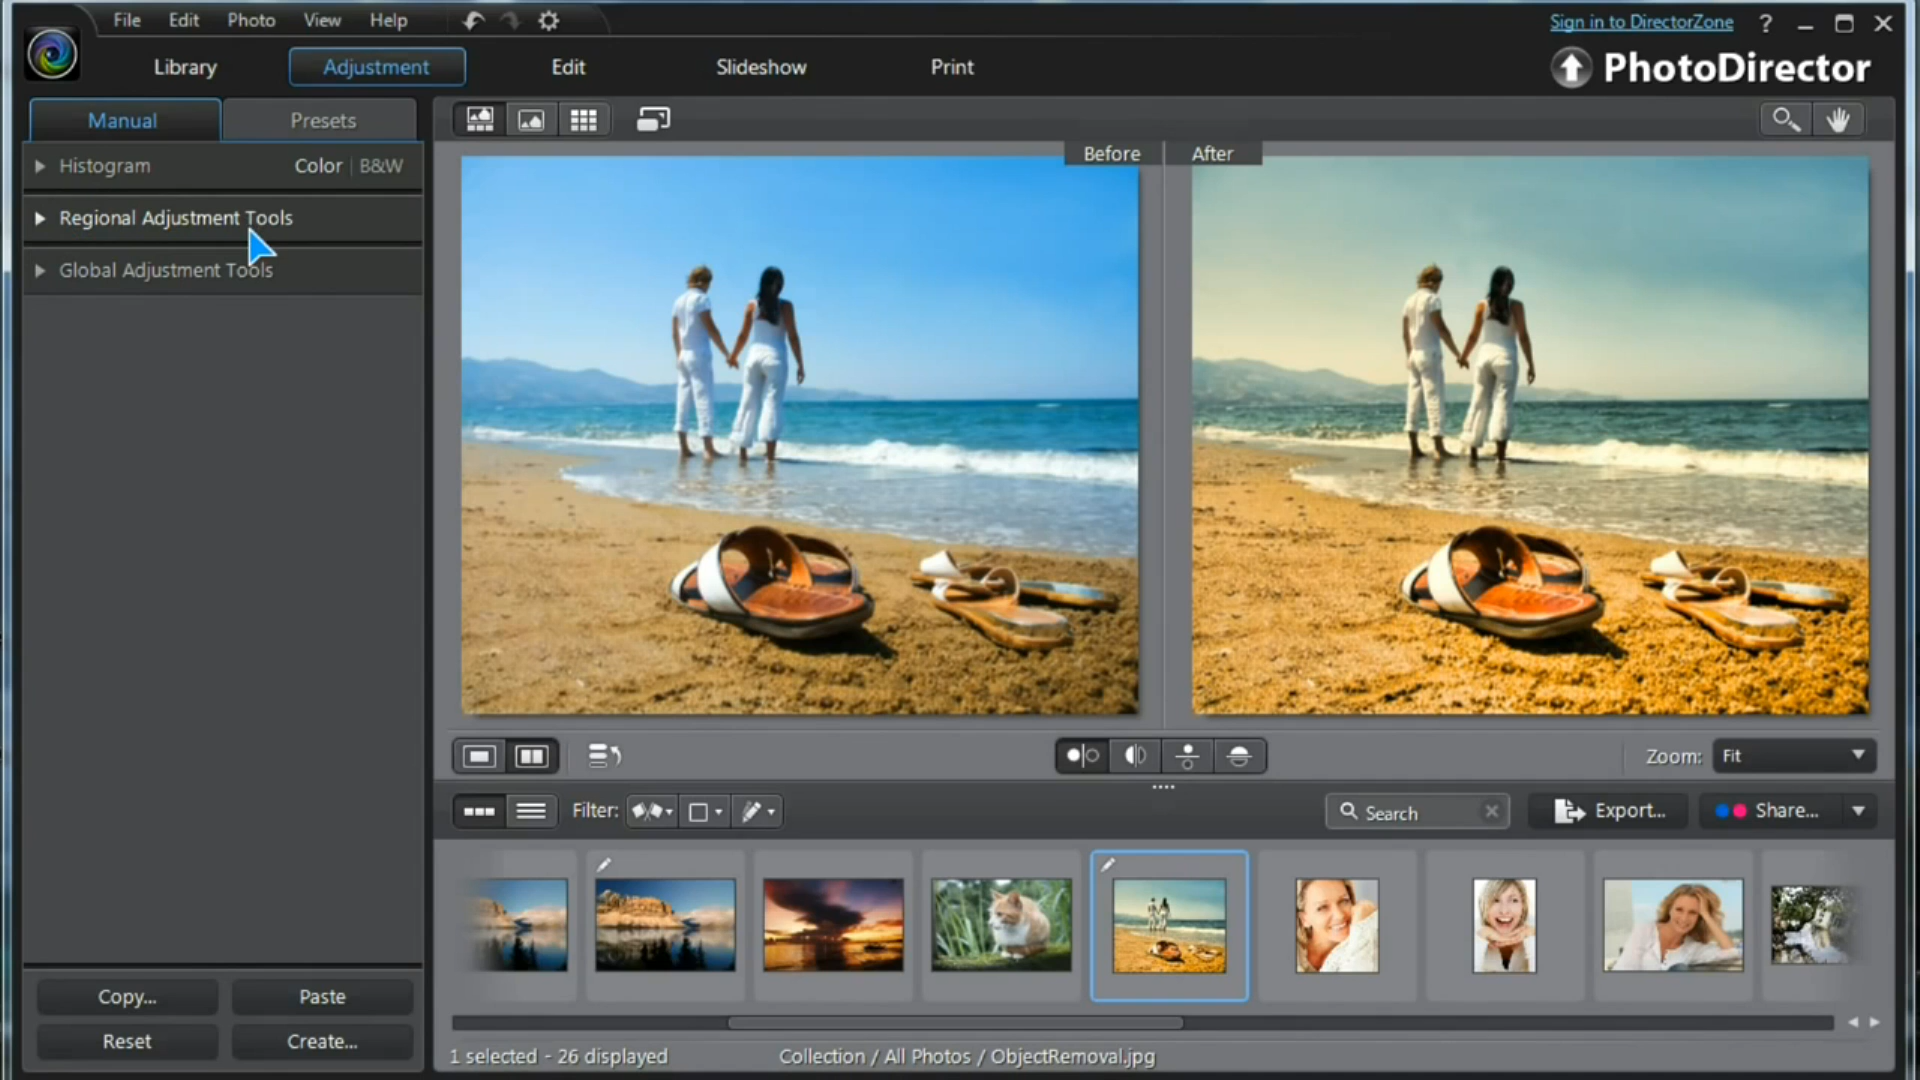 File Edit Photo View Help
Sign in to DirectorZone ?
Library Adjustment Edit Slideshow Print
PhotoDirector
Manual Presets
Histogram Color | B&W
Regional Adjustment Tools
Global Adjustment Tools
Before After
Zoom: Fit
Filter: Search Export... Share...
Copy... Paste
Reset Create...
1 selected - 26 displayed Collection / All Photos / ObjectRemoval.jpg